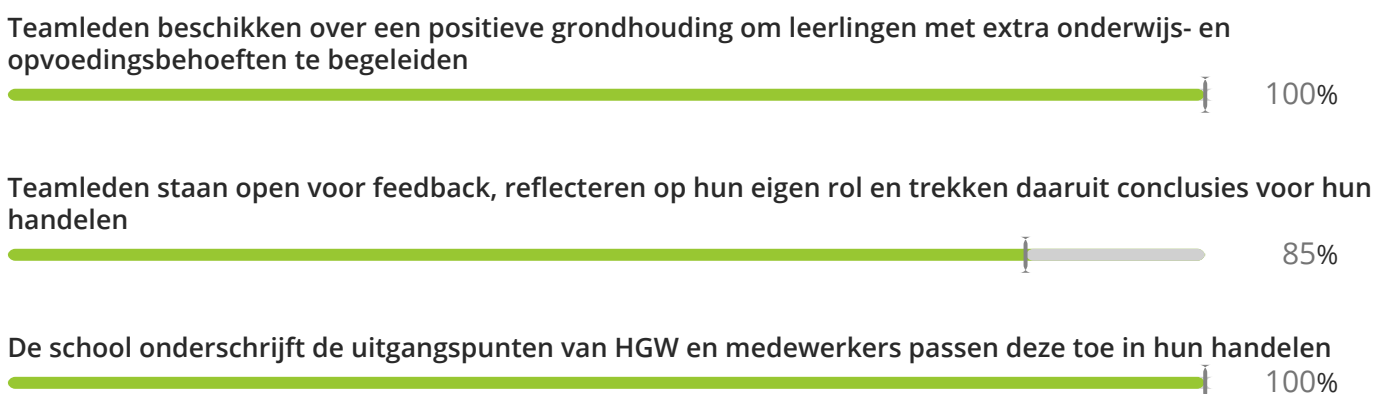 Teamleden beschikken over een positieve grondhouding om leerlingen met extra onderwijs- en
opvoedingsbehoeften te begeleiden
100%
Teamleden staan open voor feedback, reflecteren op hun eigen rol en trekken daaruit conclusies voor hun
handelen
85%
De school onderschrijft de uitgangspunten van HGW en medewerkers passen deze toe in hun handelen
100%